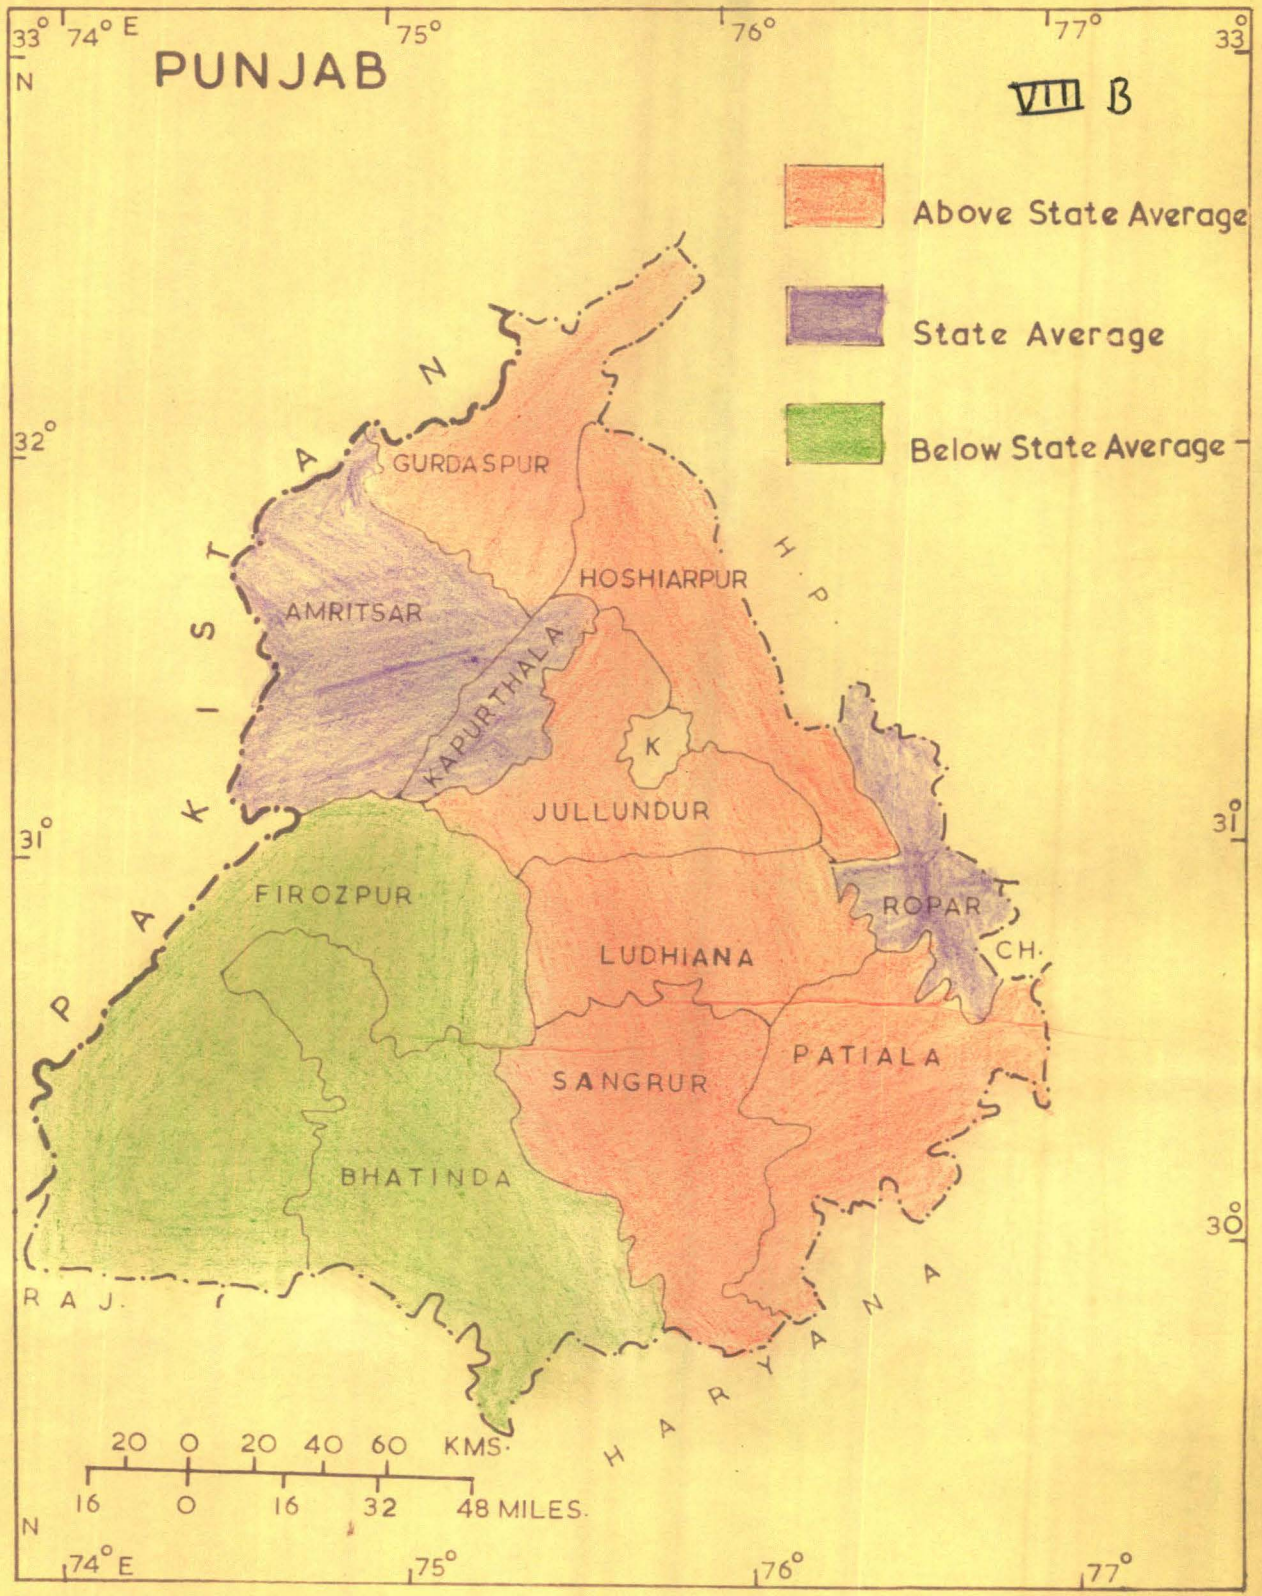 33° 74° E 75° 76° 77° 33°
N
PUNJAB
VIII B
Above State Average
State Average
Below State Average
32°
PAKISTAN
GURDASPUR
H.P.
HOSHIARPUR
AMRITSAR
KAPURTHALA
K
JULLUNDUR
31° 31°
FIROZPUR
ROPAR
LUDHIANA
CH.
PATIALA
SANGRUR
BHATINDA
30°
RAJ.
HARYANA
20 0 20 40 60 KMS.
16 0 16 32 48 MILES.
N
74° E 75° 76° 77°